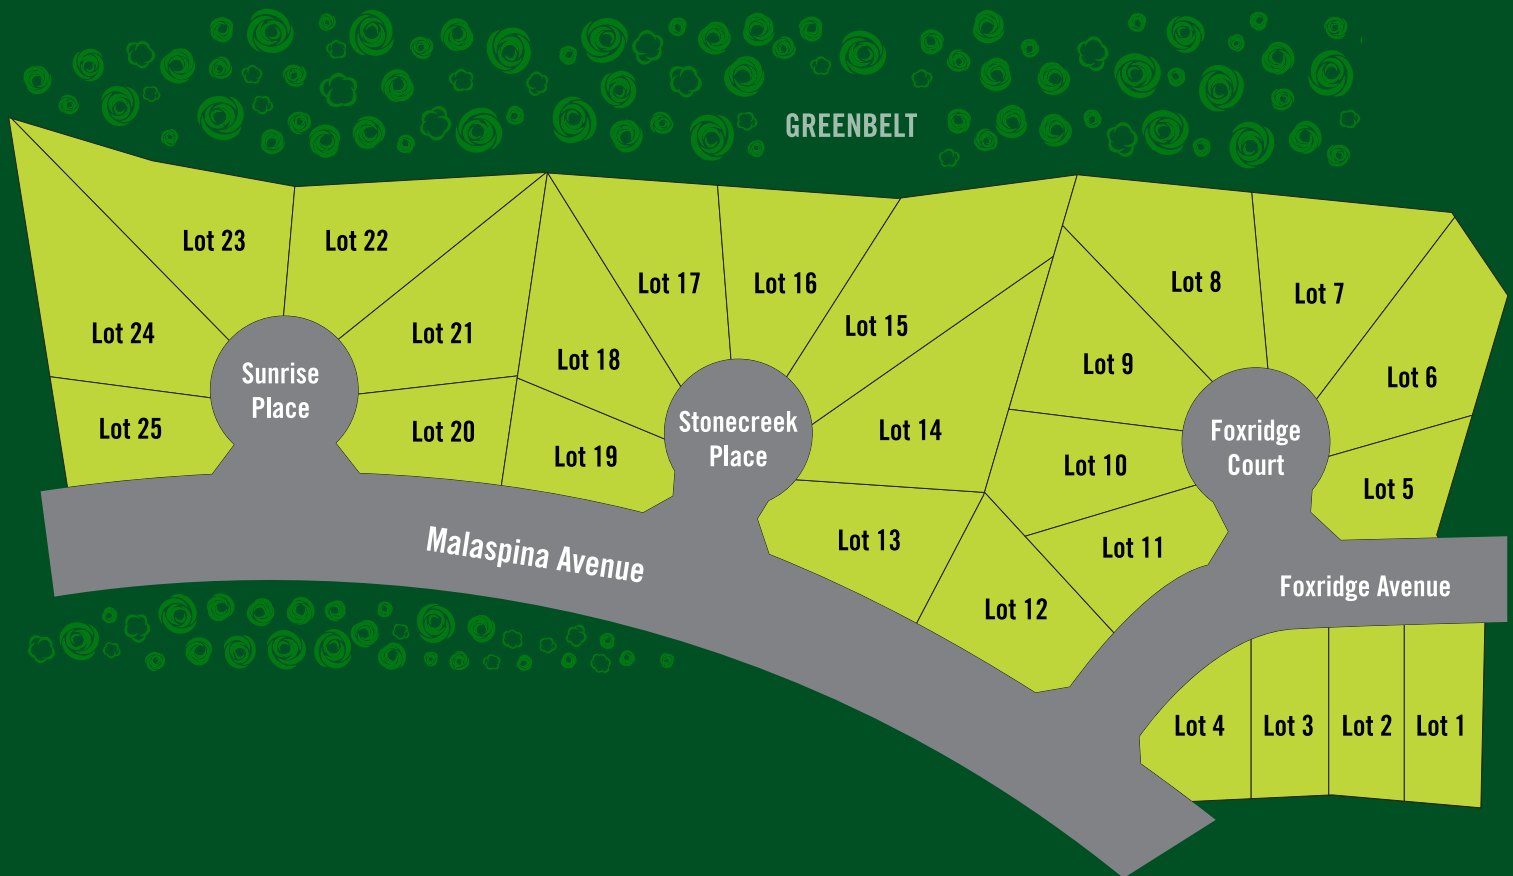 GREENBELT
Lot 23
Lot 22
Lot 17
Lot 16
Lot 8
Lot 7
Lot 24
Lot 21
Lot 18
Lot 15
Lot 9
Lot 6
Sunrise
Place
Lot 25
Lot 20
Lot 19
Stonecreek
Place
Lot 14
Lot 10
Foxridge
Court
Lot 5
Malaspina Avenue
Lot 13
Lot 11
Lot 12
Foxridge Avenue
Lot 4
Lot 3
Lot 2
Lot 1